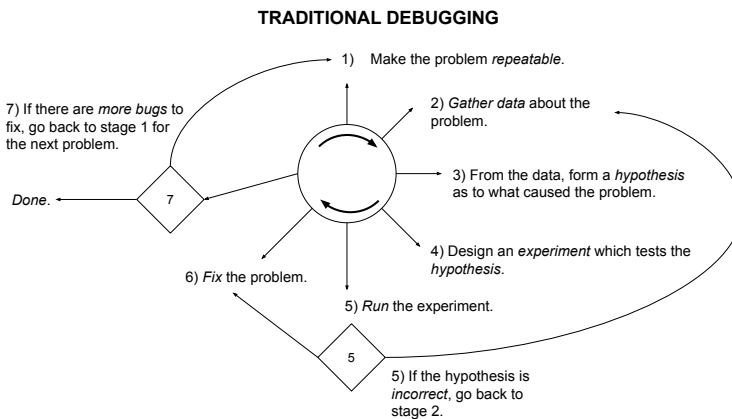 TRADITIONAL DEBUGGING
1) Make the problem repeatable.
2) Gather data about the
problem.
3) From the data, form a hypothesis
as to what caused the problem.
4) Design an experiment which tests the
hypothesis.
5) Run the experiment.
5
5) If the hypothesis is
incorrect, go back to
stage 2.
6) Fix the problem.
7) If there are more bugs to
fix, go back to stage 1 for
the next problem.
7
Done.